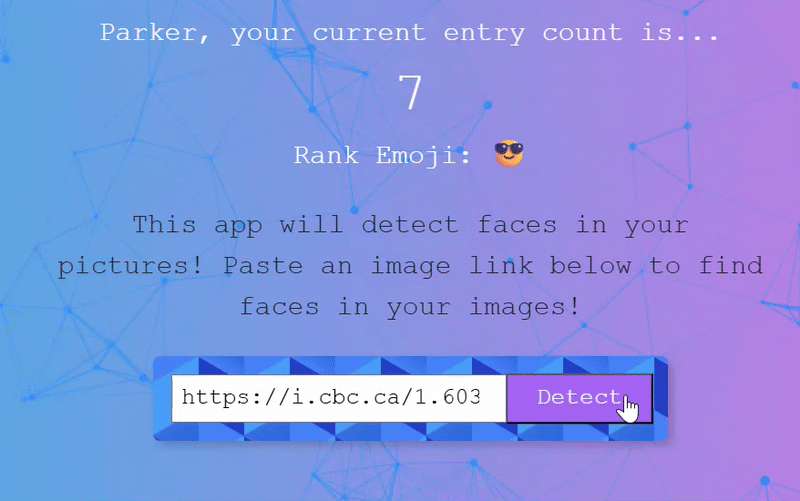 Parker, your current entry count is...
7
Rank Emoji: 😎
This app will detect faces in your
pictures! Paste an image link below to find
faces in your images!
https://i.cbc.ca/1.603 Detect